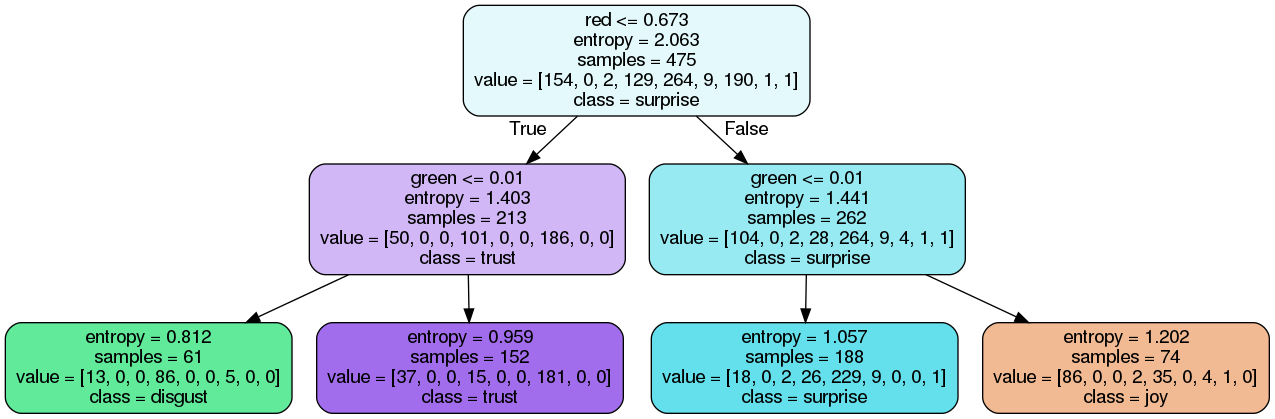 red <= 0.673
entropy = 2.063
samples = 475
value = [154, 0, 2, 129, 264, 9, 190, 1, 1]
class = surprise
True
False
green <= 0.01
entropy = 1.403
samples = 213
value = [50, 0, 0, 101, 0, 0, 186, 0, 0]
class = trust
green <= 0.01
entropy = 1.441
samples = 262
value = [104, 0, 2, 28, 264, 9, 4, 1, 1]
class = surprise
entropy = 0.812
samples = 61
value = [13, 0, 0, 86, 0, 0, 5, 0, 0]
class = disgust
entropy = 0.959
samples = 152
value = [37, 0, 0, 15, 0, 0, 181, 0, 0]
class = trust
entropy = 1.057
samples = 188
value = [18, 0, 2, 26, 229, 9, 0, 0, 1]
class = surprise
entropy = 1.202
samples = 74
value = [86, 0, 0, 2, 35, 0, 4, 1, 0]
class = joy